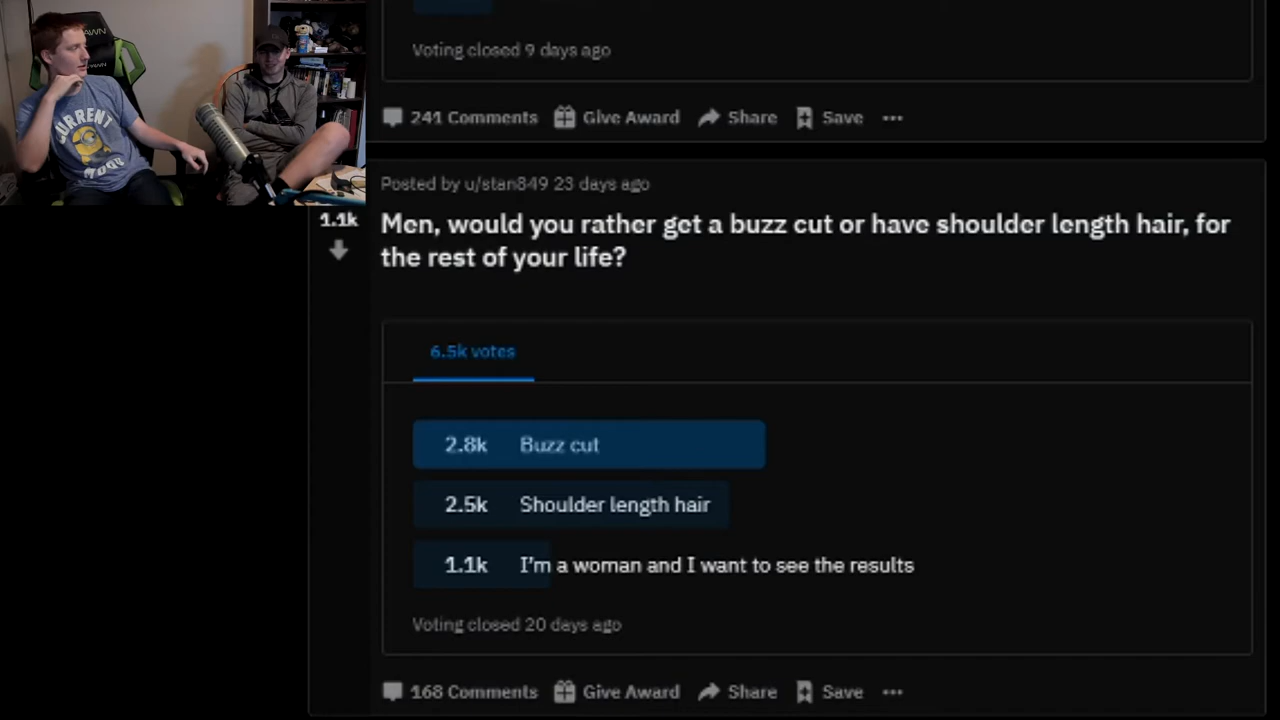 Voting closed 9 days ago
241 Comments Give Award Share Save ...
Posted by u/stan849 23 days ago
1.1k
Men, would you rather get a buzz cut or have shoulder length hair, for
the rest of your life?
6.5k votes
2.8k Buzz cut
2.5k Shoulder length hair
1.1k I'm a woman and I want to see the results
Voting closed 20 days ago
168 Comments Give Award Share Save ...
CURRENT
MOOD